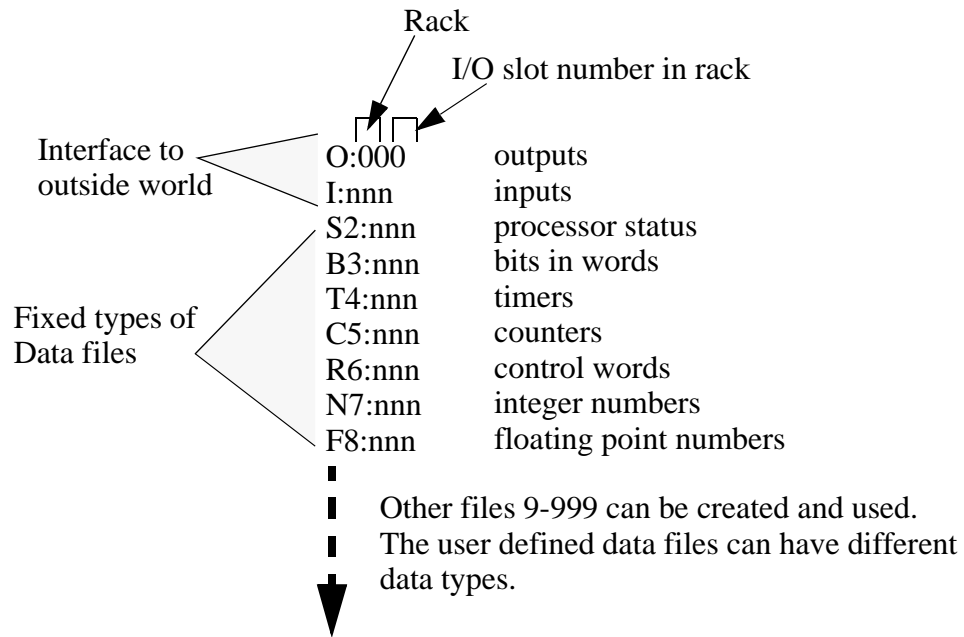 Rack
I/O slot number in rack
Interface to
outside world
O:000 outputs
I:nnn inputs
S2:nnn processor status
B3:nnn bits in words
T4:nnn timers
Fixed types of
Data files
C5:nnn counters
R6:nnn control words
N7:nnn integer numbers
F8:nnn floating point numbers
Other files 9-999 can be created and used.
The user defined data files can have different
data types.